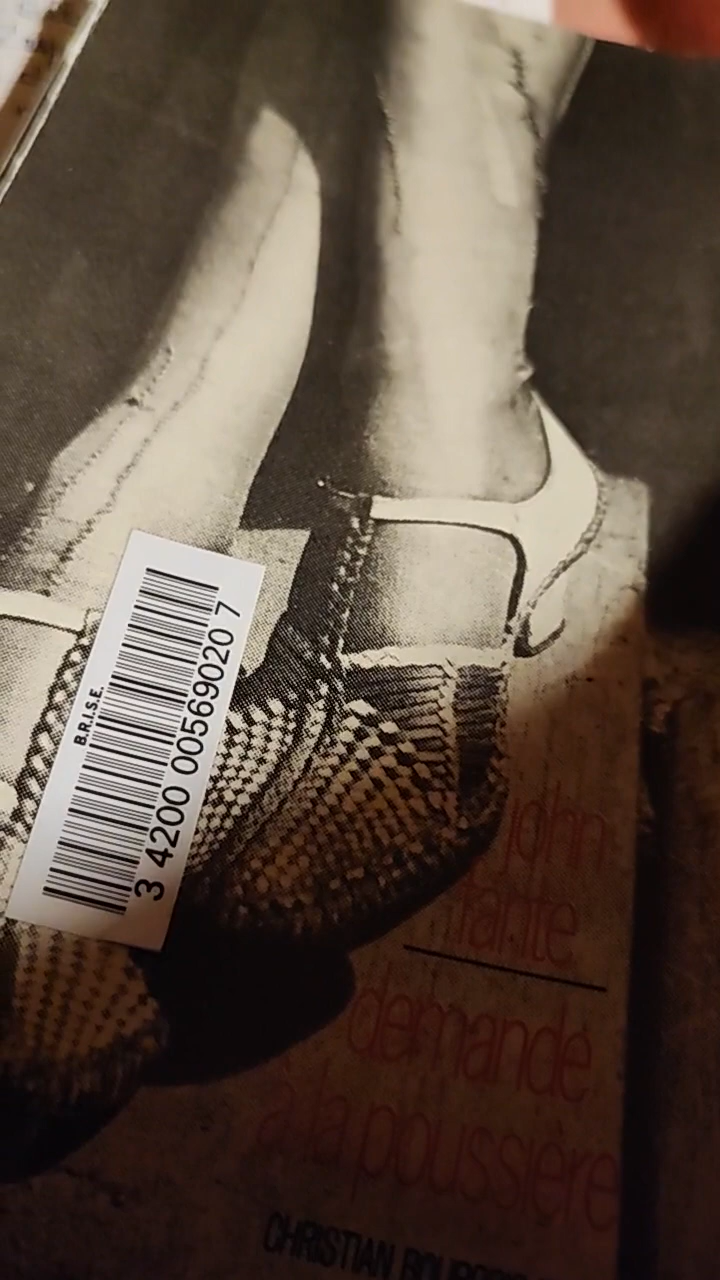 B.R.I.S.E.
3 4200 00569020 7
john
fante
demande
à la poussière
CHRISTIAN